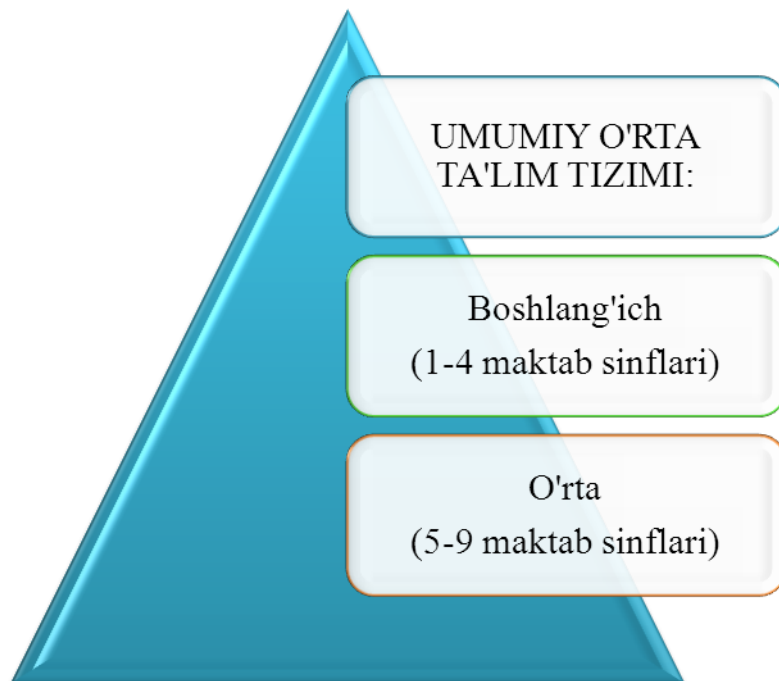 UMUMIY O'RTA
TA'LIM TIZIMI:
Boshlang'ich
(1-4 maktab sinflari)
O'rta
(5-9 maktab sinflari)